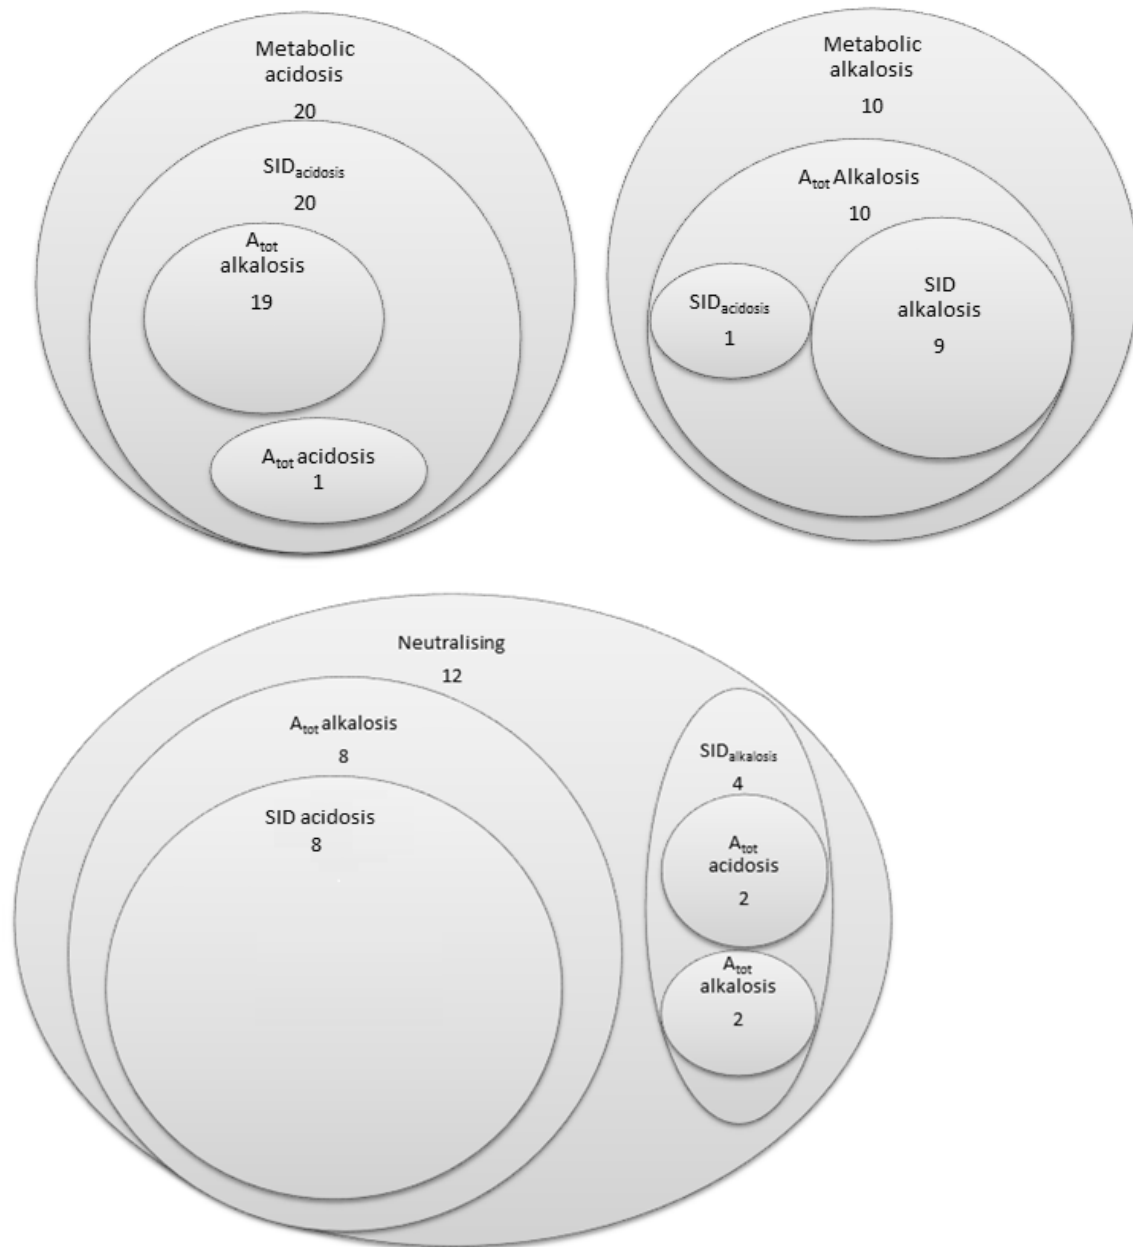 Metabolic
acidosis
20
SIDacidosis
20
Atot
alkalosis
19
Atot acidosis
1
Metabolic
alkalosis
10
Atot Alkalosis
10
SIDacidosis
1
SID
alkalosis
9
Neutralising
12
Atot alkalosis
8
SID acidosis
8
SIDalkalosis
4
Atot
acidosis
2
Atot
alkalosis
2